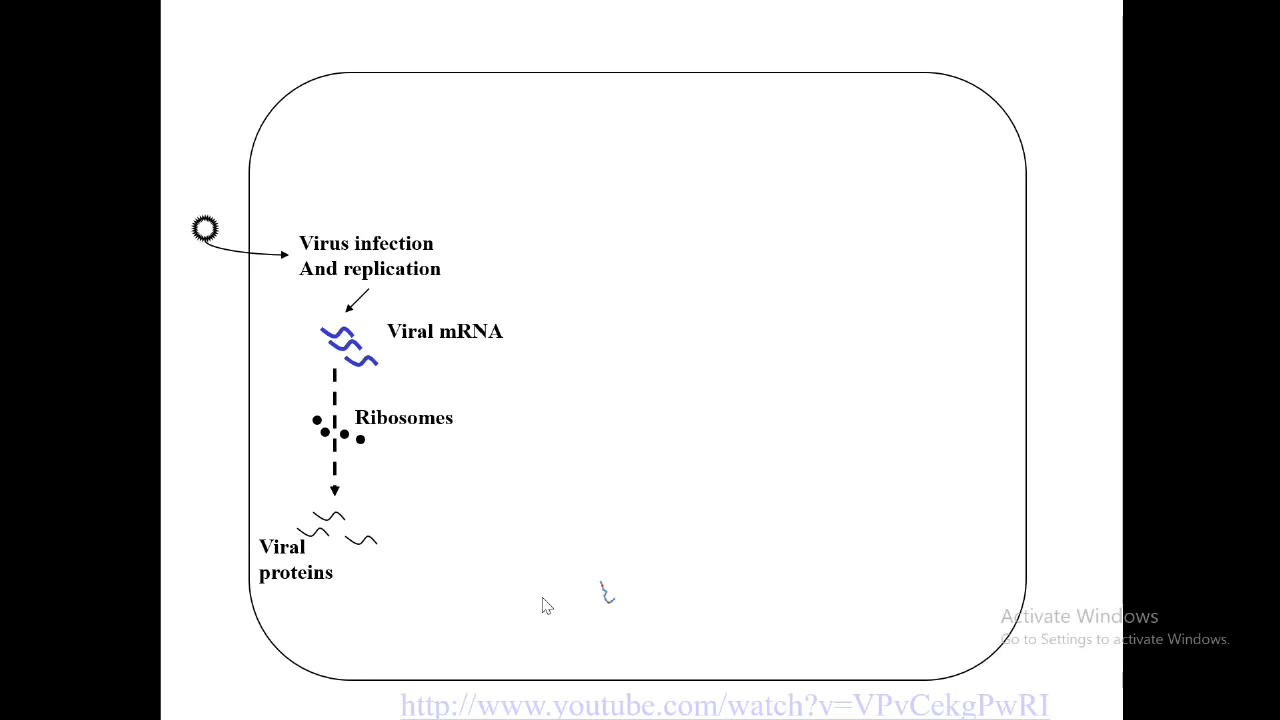 Virus infection
And replication
Viral mRNA
Ribosomes
Viral
proteins
Activate Windows
Go to Settings to activate Windows.
http://www.youtube.com/watch?v=VPvCekgPwRI